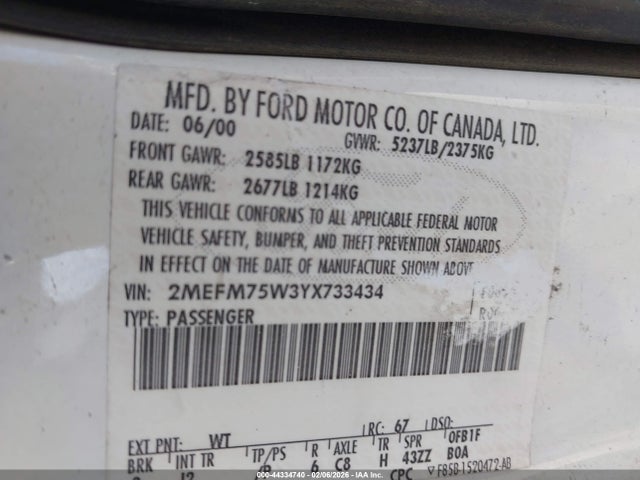 MFD. BY FORD MOTOR CO. OF CANADA, LTD.
DATE: 06/00 GVWR: 5237LB/2375KG
FRONT GAWR: 2585LB 1172KG
REAR GAWR: 2677LB 1214KG
THIS VEHICLE CONFORMS TO ALL APPLICABLE FEDERAL MOTOR
VEHICLE SAFETY, BUMPER, AND THEFT PREVENTION STANDARDS
IN EFFECT ON THE DATE OF MANUFACTURE SHOWN ABOVE
VIN: 2MEFM75W3YX733434
TYPE: PASSENGER
EXT PNT: WT RC: 67 DSO:
BRK INT TR TP/PS R AXLE TR SPR 0FB1F
6 C8 H 43ZZ B0A
CPC F85B-1520472-AB
©Copyright 44334740 - 02/06/2026 - IAA, LLC